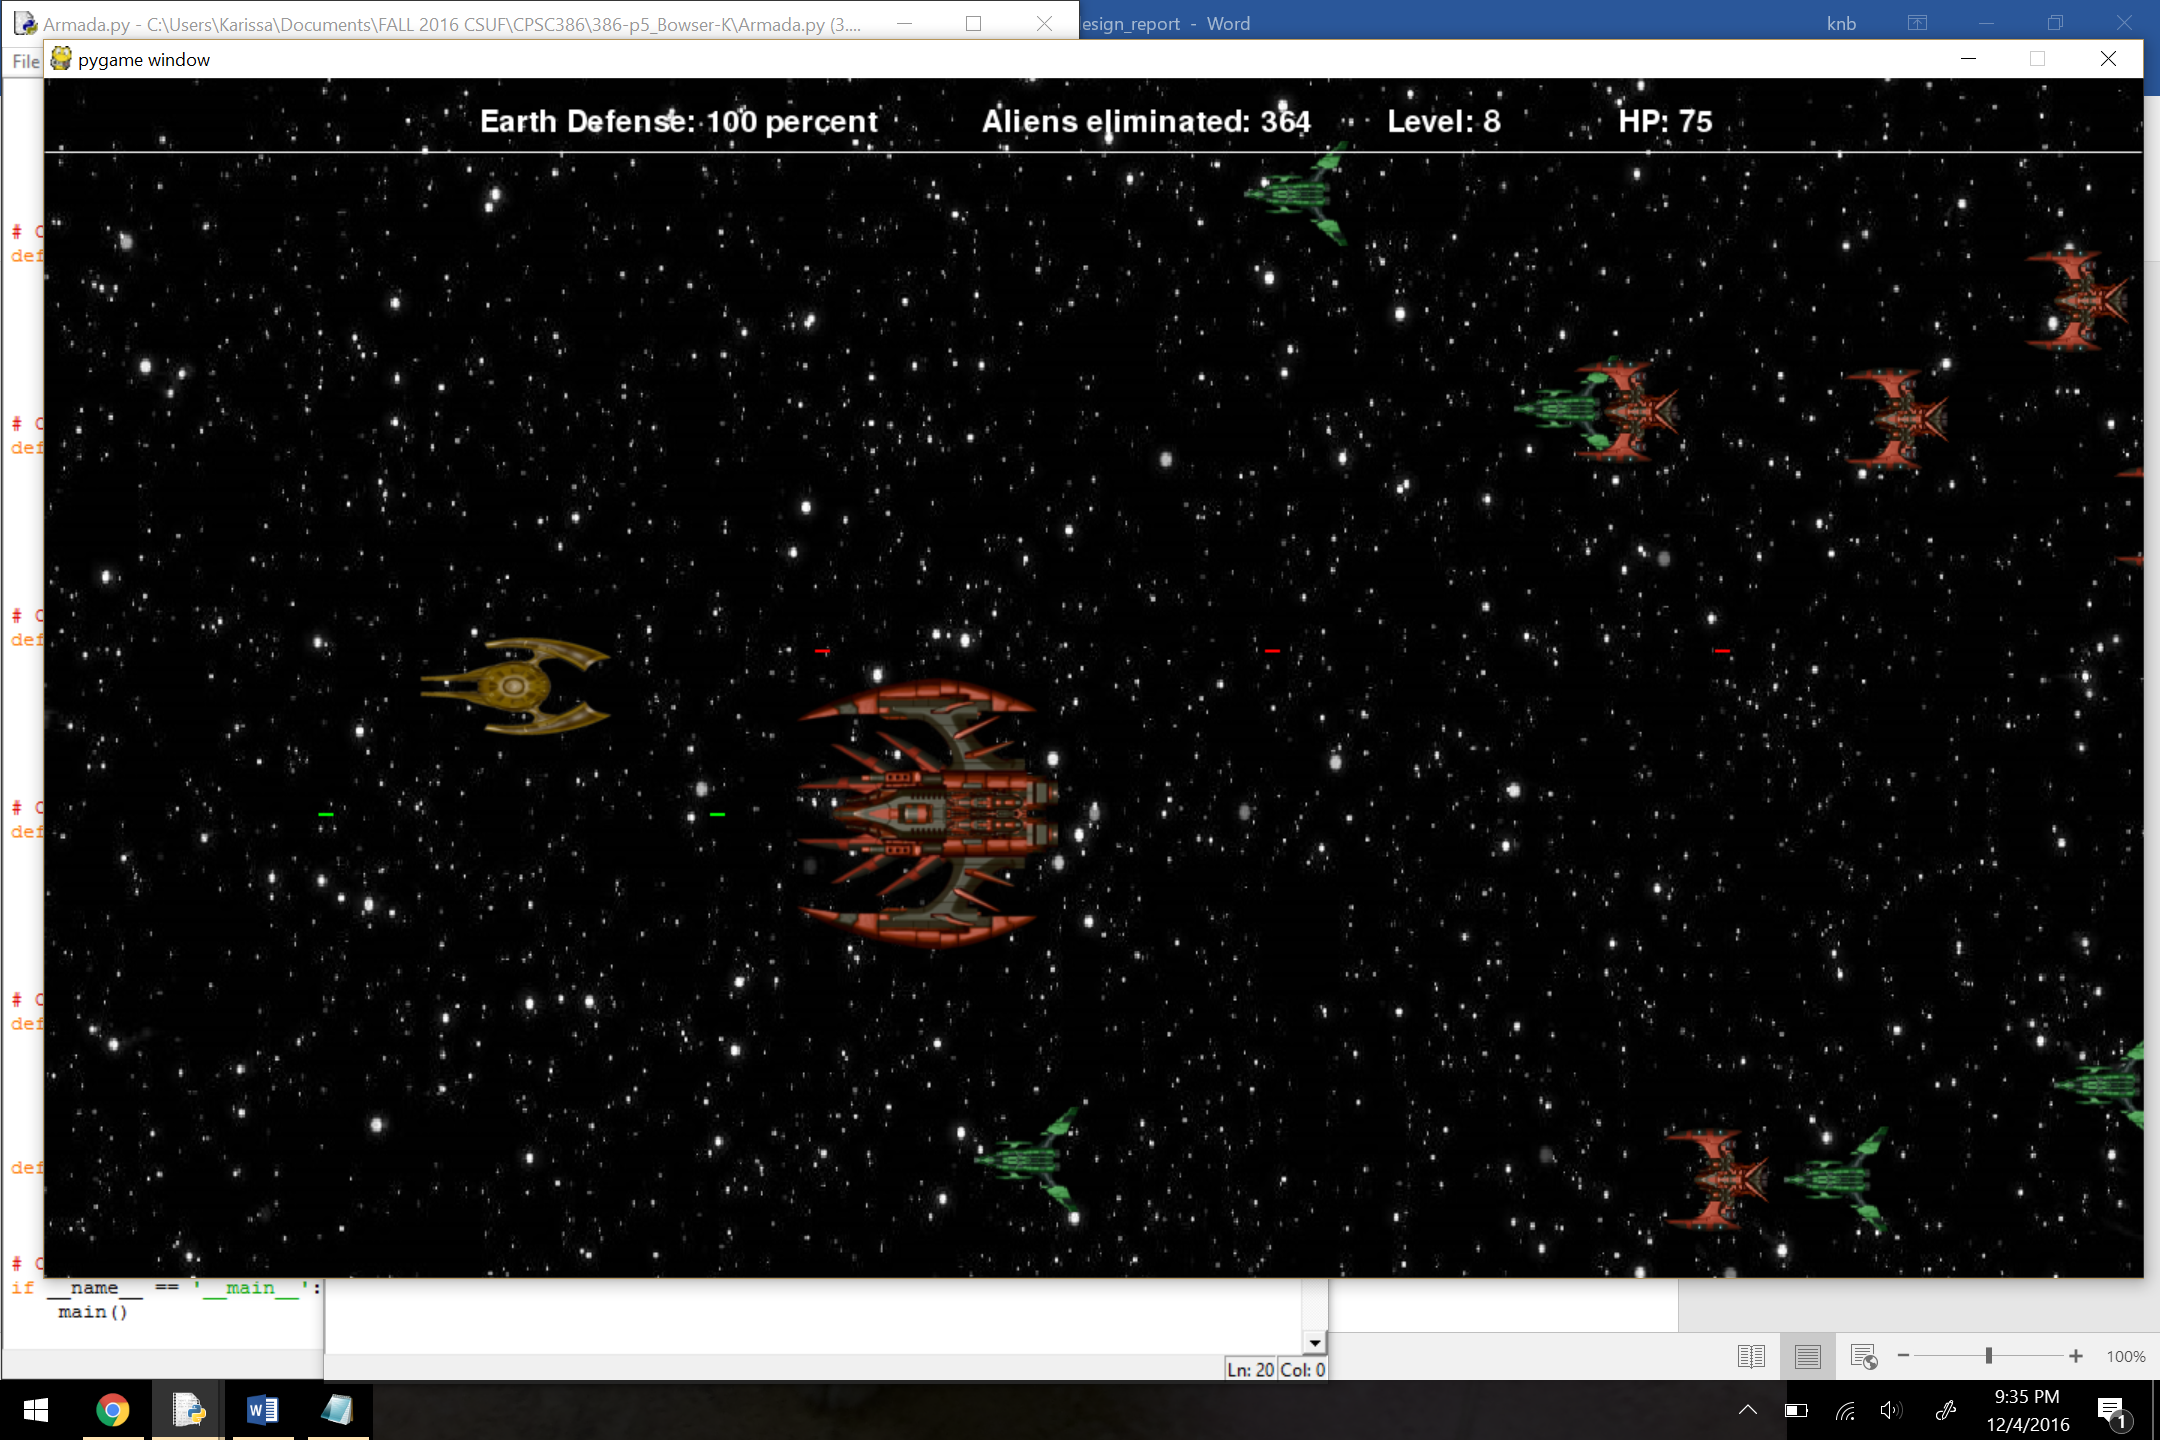 Armada.py - C:\Users\Karissa\Documents\FALL 2016 CSUF\CPSC386\386-p5_Bowser-K\Armada.py (3....
esign_report - Word
knb
File
pygame window
Earth Defense: 100 percent
Aliens eliminated: 364
Level: 8
HP: 75
# C
def
# C
def
# C
def
# C
def
# C
def
def
# C
if __name__ == '__main__':
main()
Ln: 20 Col: 0
100%
9:35 PM
12/4/2016
1